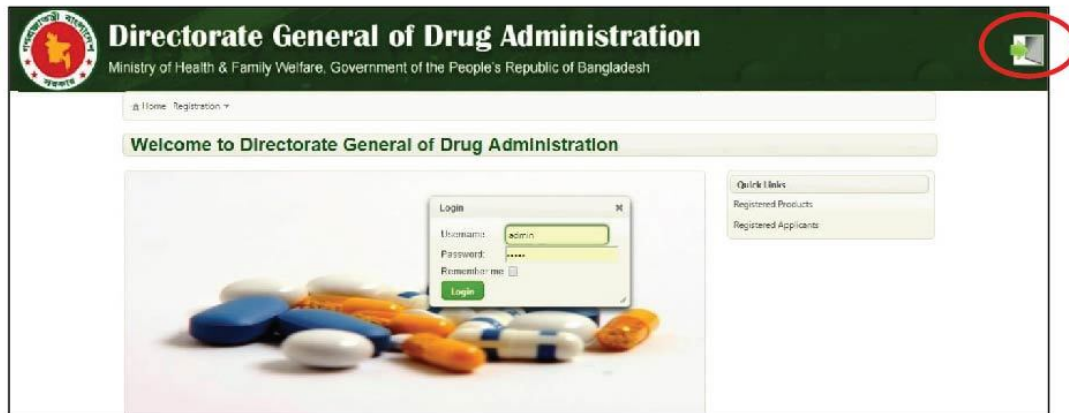 Directorate General of Drug Administration
Ministry of Health & Family Welfare, Government of the People's Republic of Bangladesh
Home Registration
Welcome to Directorate General of Drug Administration
Login
Username: admin
Password: •••••
Remember me
Login
Quick Links
Registered Products
Registered Applicants